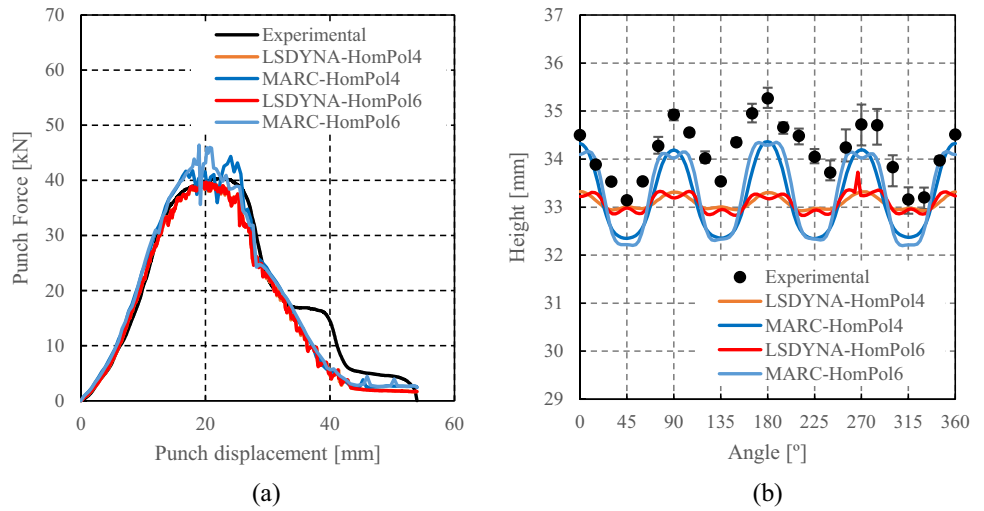 70
60
50
40
30
20
10
0
Punch Force [kN]
Experimental
LSDYNA-HomPol4
MARC-HomPol4
LSDYNA-HomPol6
MARC-HomPol6
0 20 40 60
Punch displacement [mm]
(a)
37
36
35
34
33
32
31
30
29
Height [mm]
Experimental
LSDYNA-HomPol4
MARC-HomPol4
LSDYNA-HomPol6
MARC-HomPol6
0 45 90 135 180 225 270 315 360
Angle [º]
(b)